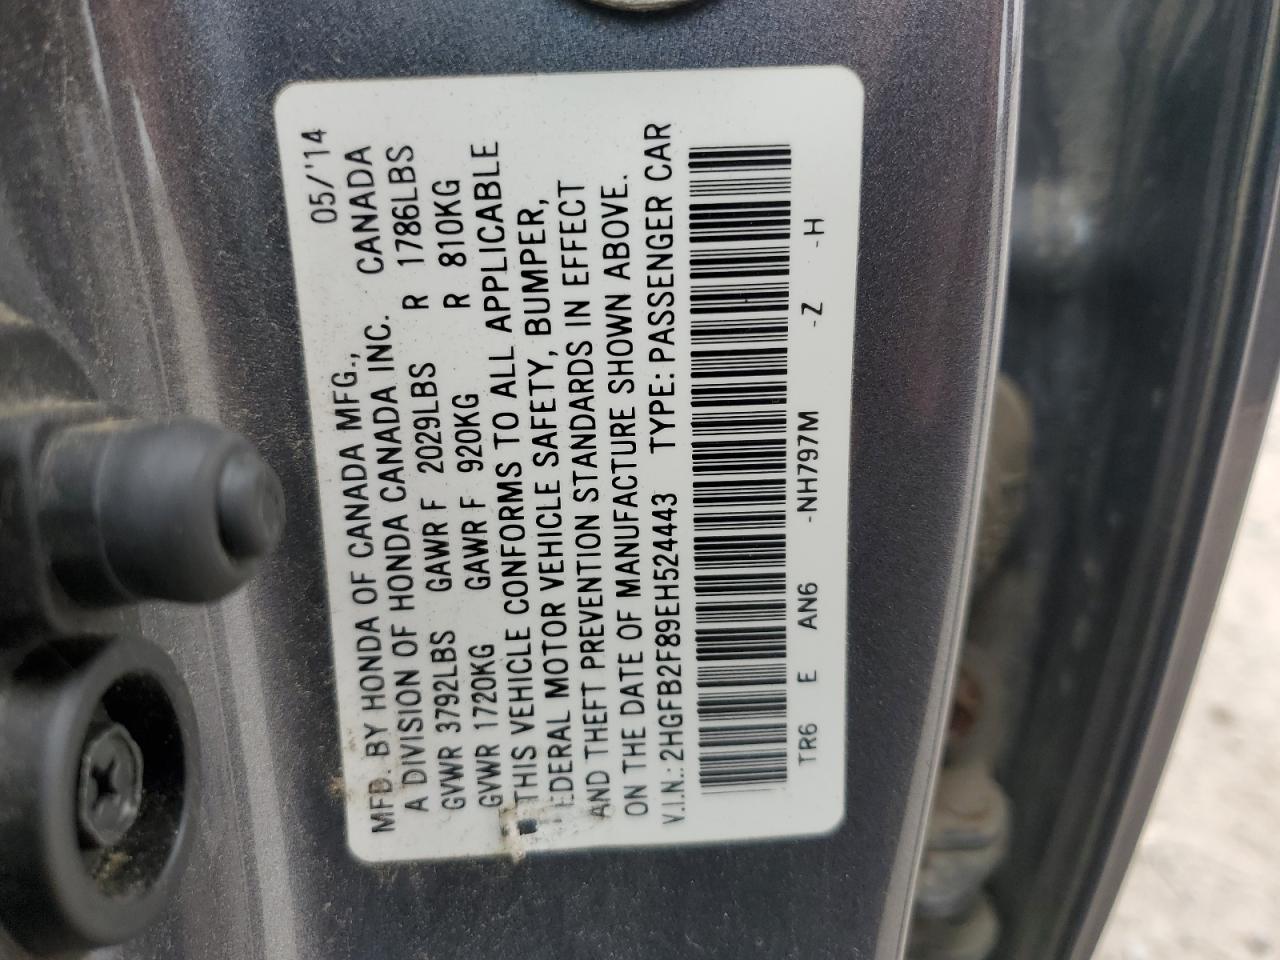 05/'14
MFD. BY HONDA OF CANADA MFG.,
A DIVISION OF HONDA CANADA INC. CANADA
GVWR 3792LBS GAWR F 2029LBS R 1786LBS
GVWR 1720KG GAWR F 920KG R 810KG
THIS VEHICLE CONFORMS TO ALL APPLICABLE
FEDERAL MOTOR VEHICLE SAFETY, BUMPER,
AND THEFT PREVENTION STANDARDS IN EFFECT
ON THE DATE OF MANUFACTURE SHOWN ABOVE.
V.I.N.: 2HGFB2F89EH524443 TYPE: PASSENGER CAR
TR6 E AN6 -NH797M -Z -H